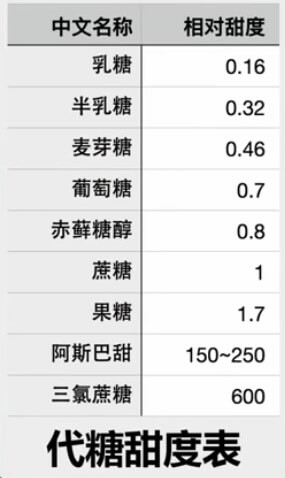 中文名称 相对甜度
乳糖 0.16
半乳糖 0.32
麦芽糖 0.46
葡萄糖 0.7
赤藓糖醇 0.8
蔗糖 1
果糖 1.7
阿斯巴甜 150~250
三氯蔗糖 600
代糖甜度表